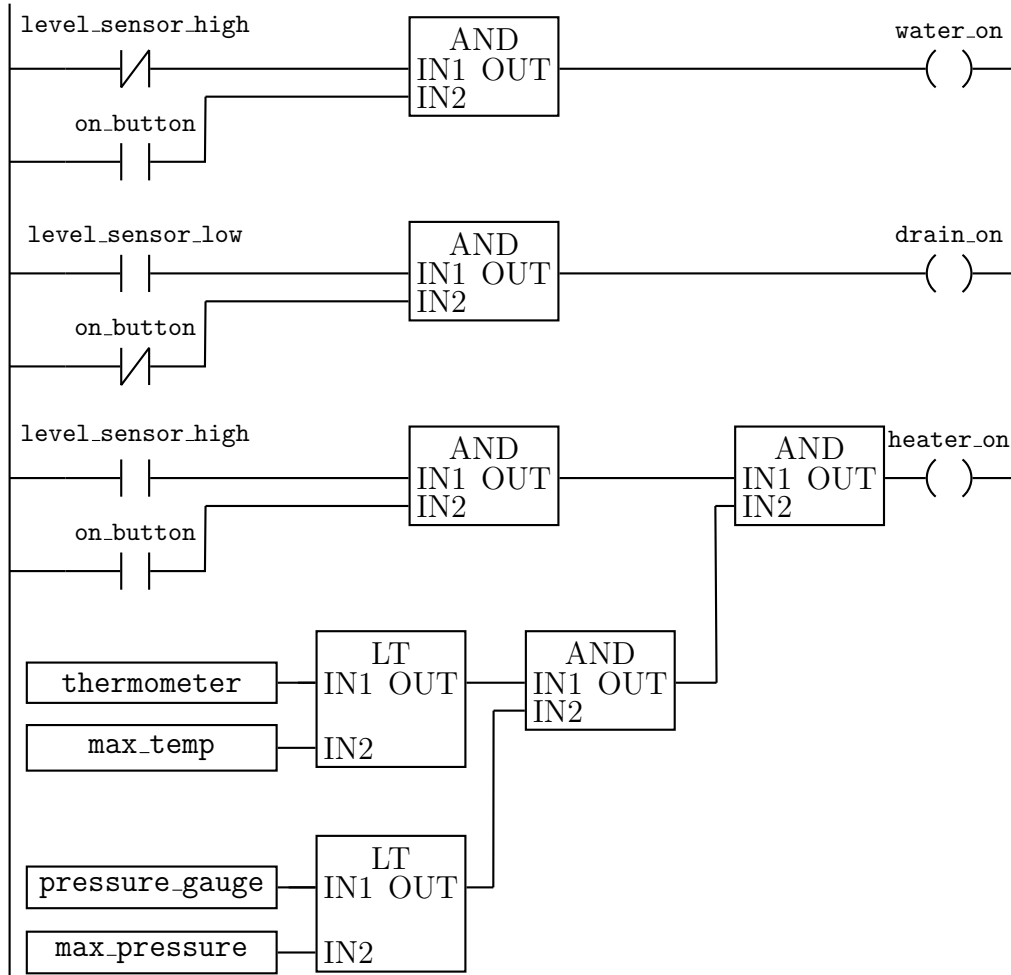 level_sensor_high
AND
water_on
IN1 OUT
IN2
on_button
level_sensor_low
AND
drain_on
IN1 OUT
IN2
on_button
level_sensor_high
AND
AND
heater_on
IN1 OUT
IN1 OUT
IN2
IN2
on_button
LT
AND
thermometer
IN1 OUT
IN1 OUT
IN2
max_temp
IN2
LT
pressure_gauge
IN1 OUT
max_pressure
IN2